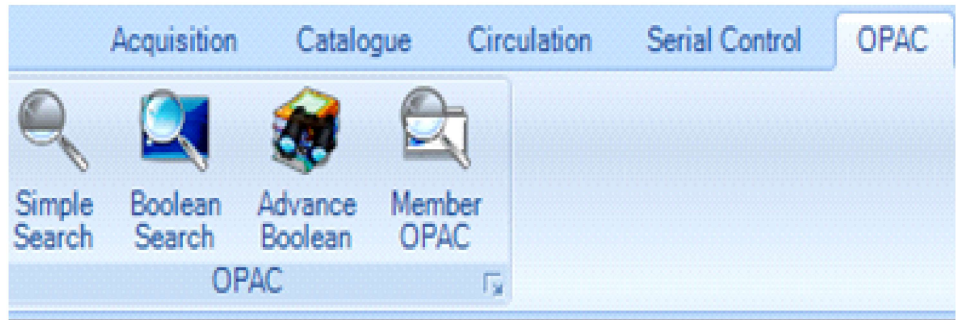 Acquisition Catalogue Circulation Serial Control OPAC
Simple Search
Boolean Search
Advance Boolean
Member OPAC
OPAC